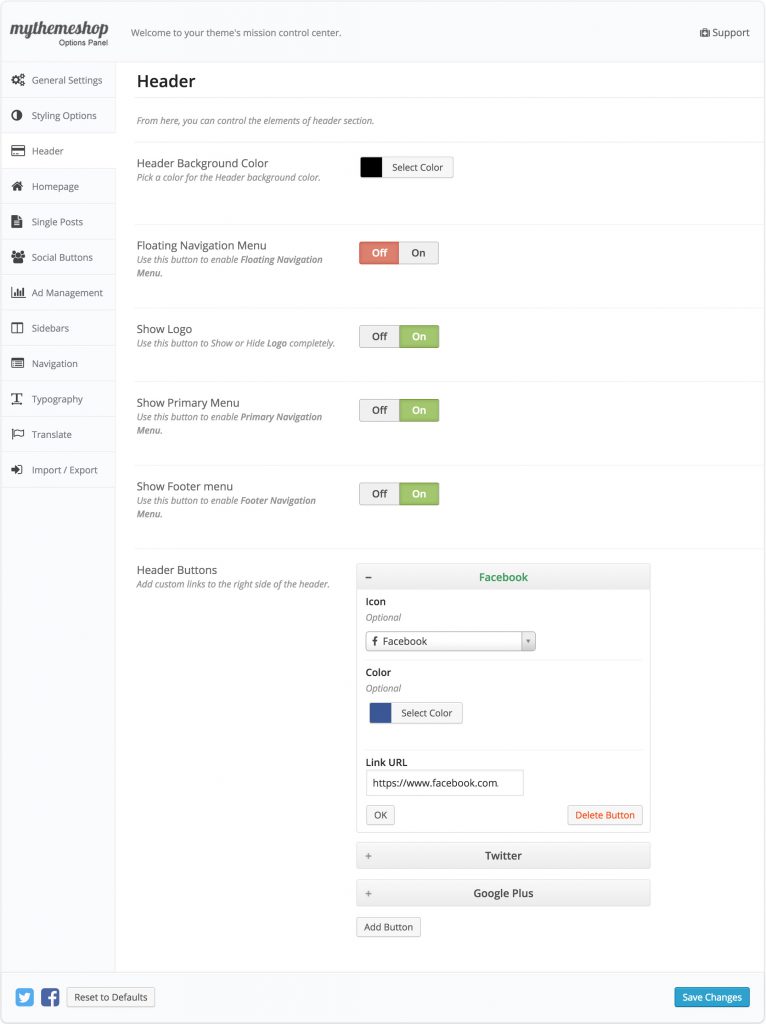 mythemeshop
Options Panel
Welcome to your theme's mission control center.
Support
General Settings
Styling Options
Header
Homepage
Single Posts
Social Buttons
Ad Management
Sidebars
Navigation
Typography
Translate
Import / Export
Header
From here, you can control the elements of header section.
Header Background Color
Pick a color for the Header background color.
Select Color
Floating Navigation Menu
Use this button to enable Floating Navigation
Menu.
Off On
Show Logo
Use this button to Show or Hide Logo completely.
Off On
Show Primary Menu
Use this button to enable Primary Navigation
Menu.
Off On
Show Footer menu
Use this button to enable Footer Navigation
Menu.
Off On
Header Buttons
Add custom links to the right side of the header.
− Facebook
Icon
Optional
Facebook
Color
Optional
Select Color
Link URL
https://www.facebook.com
OK
Delete Button
+ Twitter
+ Google Plus
Add Button
Reset to Defaults
Save Changes